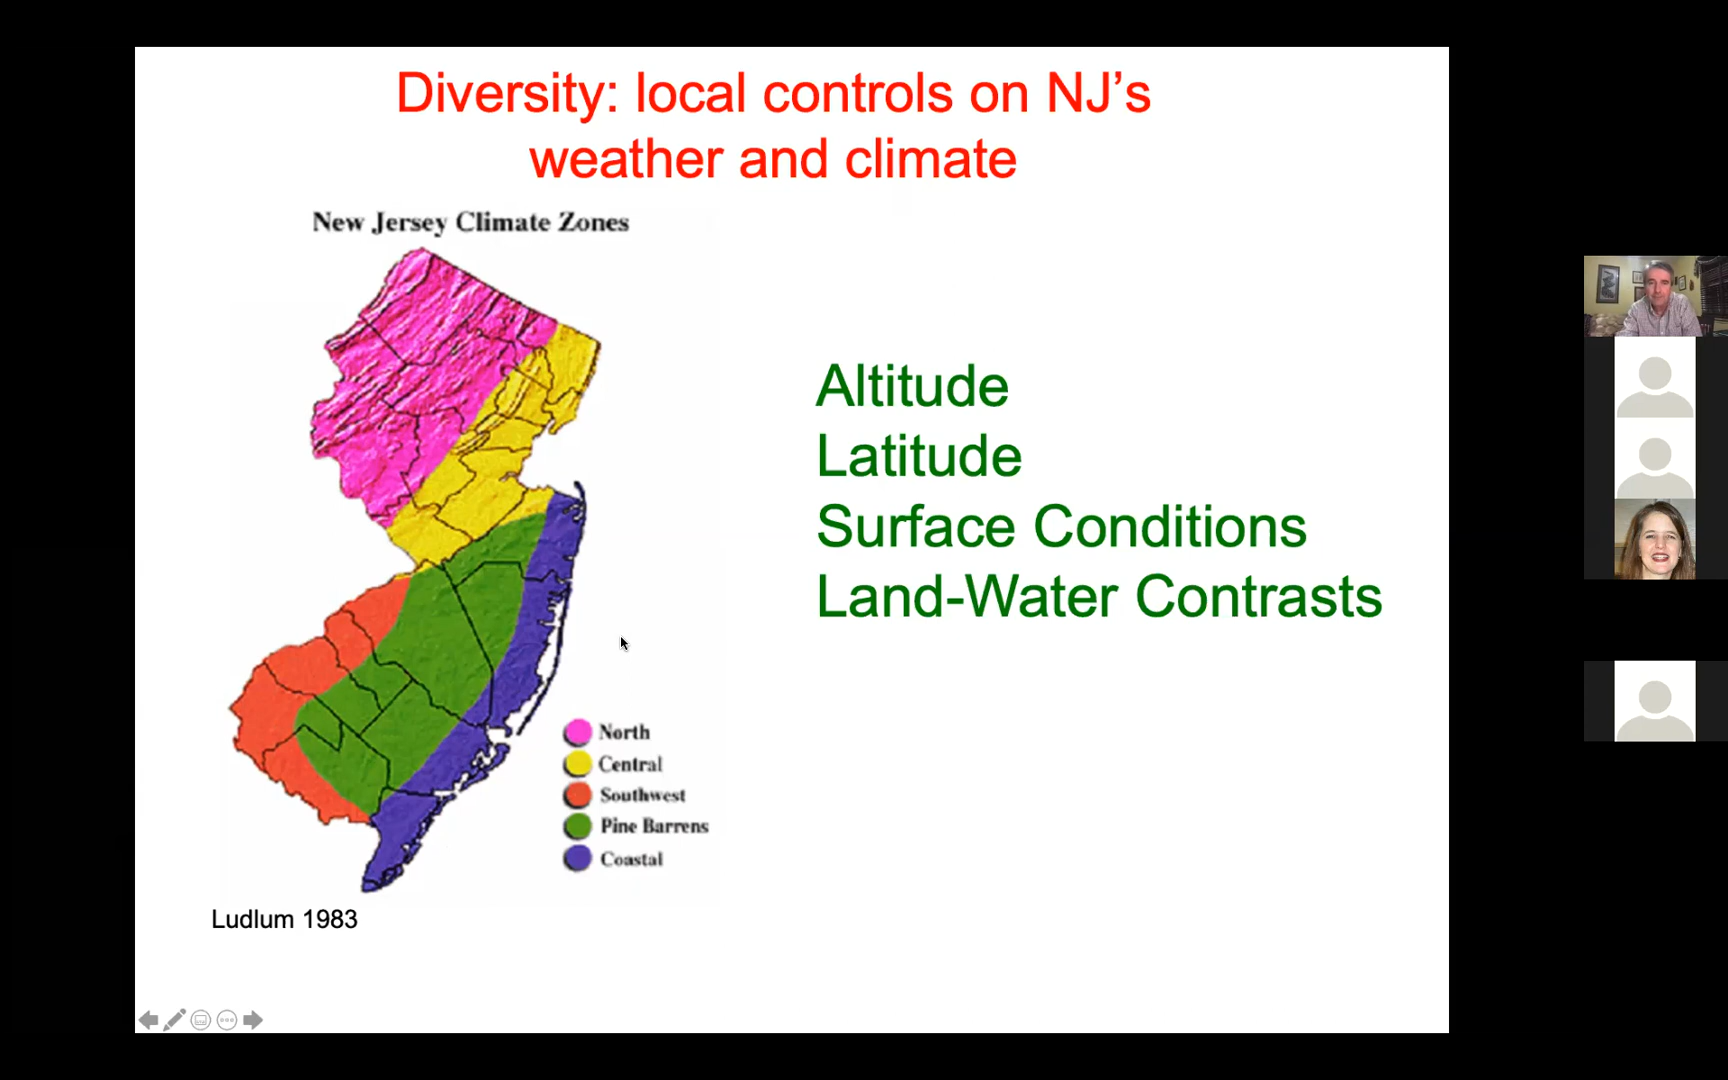 Diversity: local controls on NJ's
weather and climate
New Jersey Climate Zones
Altitude
Latitude
Surface Conditions
Land-Water Contrasts
North
Central
Southwest
Pine Barrens
Coastal
Ludlum 1983